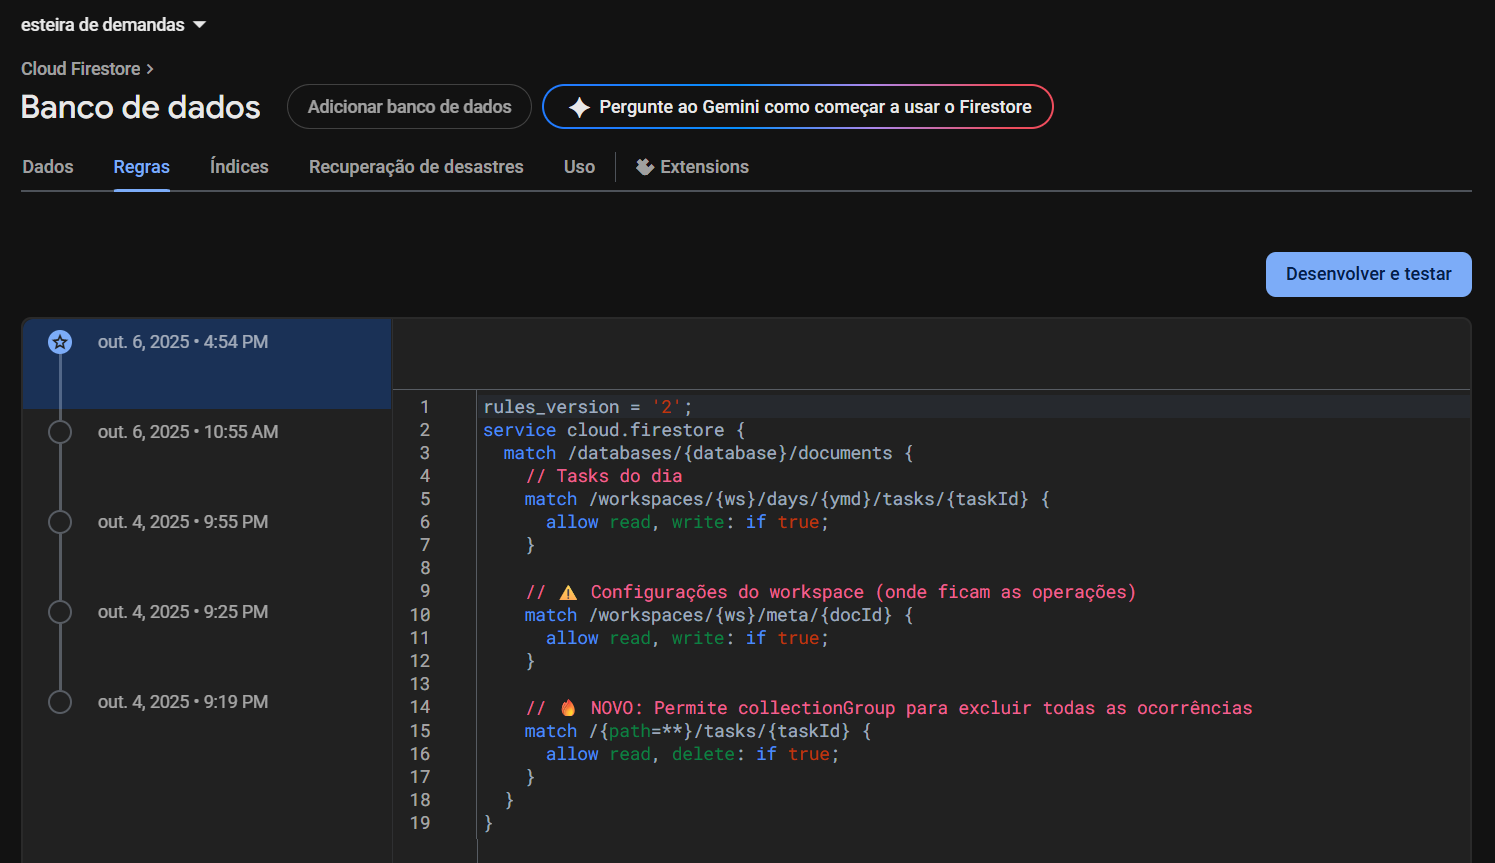 esteira de demandas
Cloud Firestore >
Banco de dados
Adicionar banco de dados
Pergunte ao Gemini como começar a usar o Firestore
Dados
Regras
Índices
Recuperação de desastres
Uso
Extensions
Desenvolver e testar
out. 6, 2025 • 4:54 PM
out. 6, 2025 • 10:55 AM
out. 4, 2025 • 9:55 PM
out. 4, 2025 • 9:25 PM
out. 4, 2025 • 9:19 PM
1 rules_version = '2';
2 service cloud.firestore {
3   match /databases/{database}/documents {
4     // Tasks do dia
5     match /workspaces/{ws}/days/{ymd}/tasks/{taskId} {
6       allow read, write: if true;
7     }
8
9     // ⚠️ Configurações do workspace (onde ficam as operações)
10     match /workspaces/{ws}/meta/{docId} {
11       allow read, write: if true;
12     }
13
14     // 🔥 NOVO: Permite collectionGroup para excluir todas as ocorrências
15     match /{path=**}/tasks/{taskId} {
16       allow read, delete: if true;
17     }
18   }
19 }